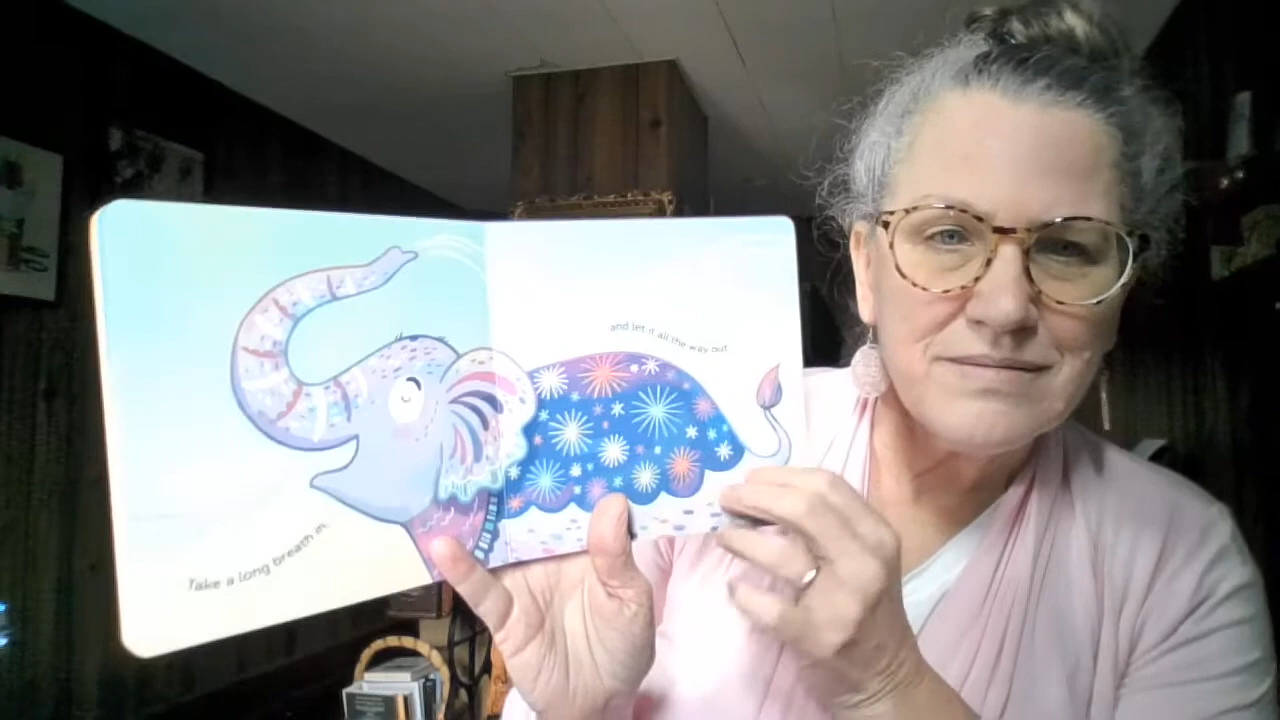 Take a long breath in,
and let it all the way out.